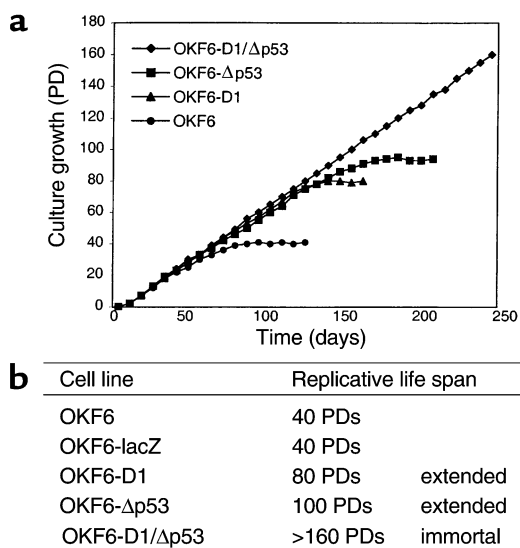 a
180
160
140
120
100
80
60
40
20
0
Culture growth (PD)
OKF6-D1/Δp53
OKF6-Δp53
OKF6-D1
OKF6
0 50 100 150 200 250
Time (days)
b
Cell line Replicative life span
OKF6 40 PDs
OKF6-lacZ 40 PDs
OKF6-D1 80 PDs extended
OKF6-Δp53 100 PDs extended
OKF6-D1/Δp53 >160 PDs immortal